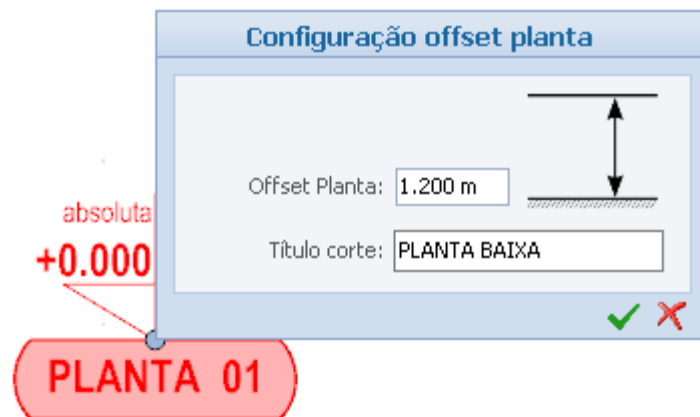 Configuração offset planta
Offset Planta: 1.200 m
Título corte: PLANTA BAIXA
absoluta
+0.000
PLANTA 01